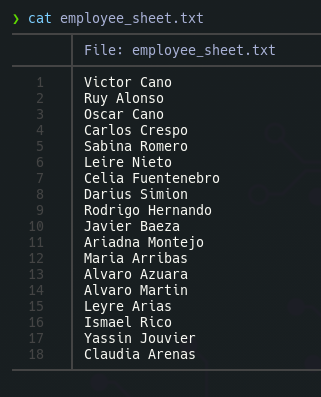 ❯ cat employee_sheet.txt
File: employee_sheet.txt
1 Victor Cano
2 Ruy Alonso
3 Oscar Cano
4 Carlos Crespo
5 Sabina Romero
6 Leire Nieto
7 Celia Fuentenebro
8 Darius Simion
9 Rodrigo Hernando
10 Javier Baeza
11 Ariadna Montejo
12 Maria Arribas
13 Alvaro Azuara
14 Alvaro Martin
15 Leyre Arias
16 Ismael Rico
17 Yassin Jouvier
18 Claudia Arenas